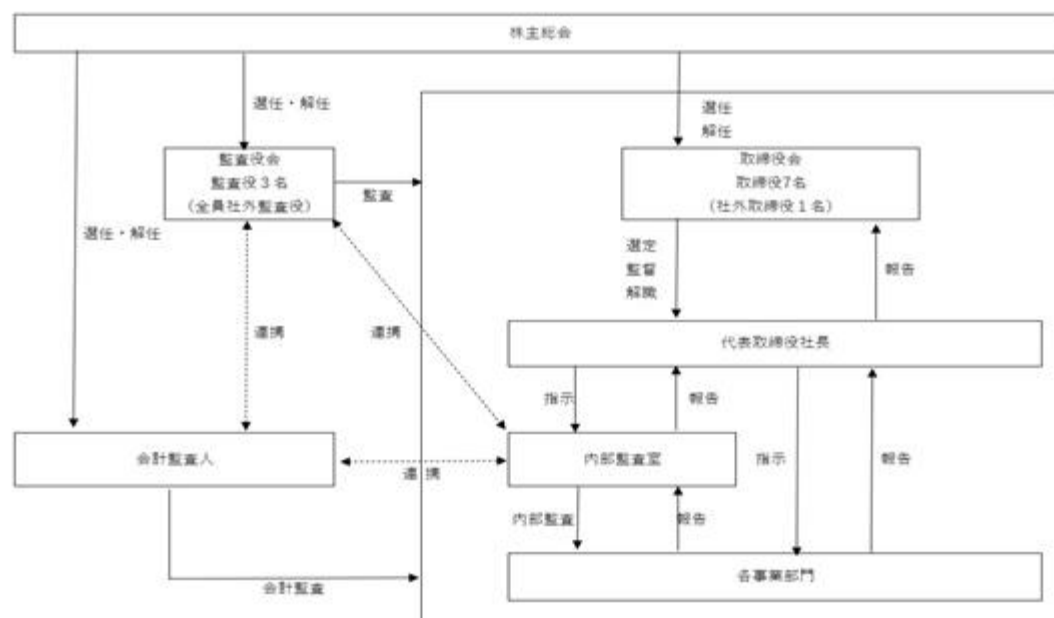 株主総会
選任・解任
選任
解任
監査役会
監査役３名
（全員社外監査役）
監査
取締役会
取締役7名
（社外取締役１名）
選任・解任
選定
監督
解職
報告
連携
連携
代表取締役社長
指示
報告
会計監査人
連携
内部監査室
指示
報告
内部監査
報告
会計監査
各事業部門